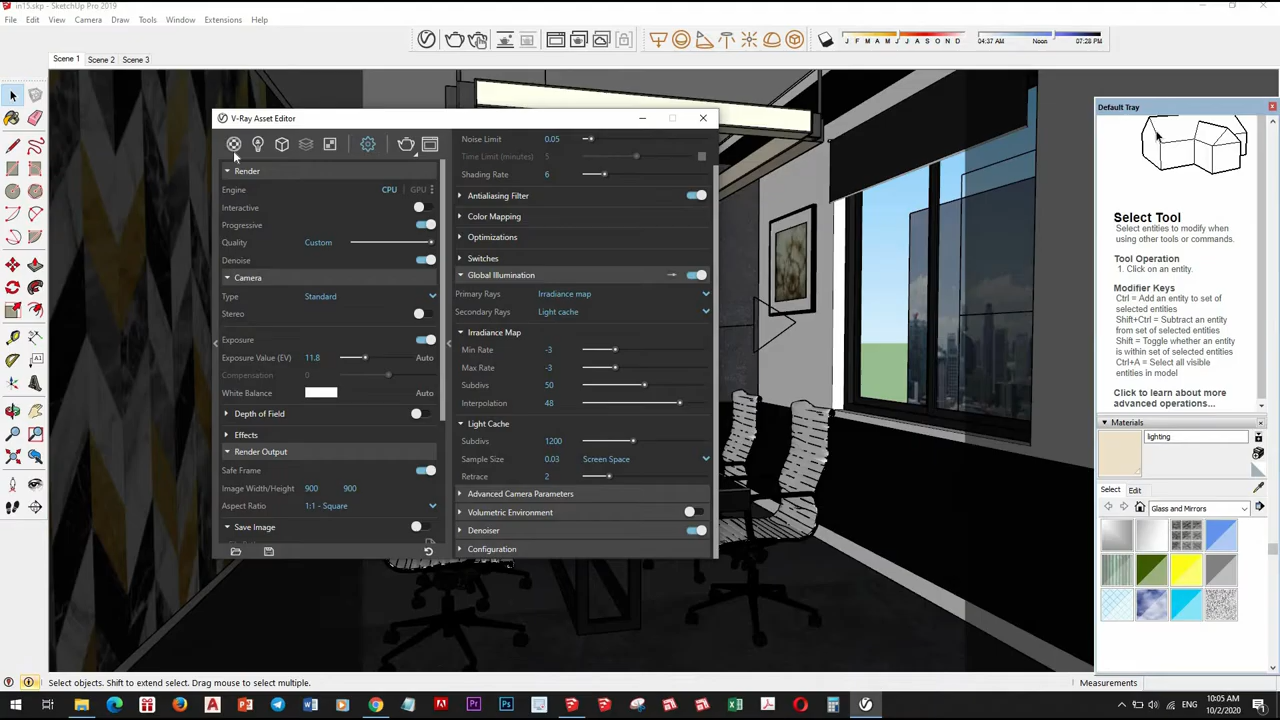 in15.skp - SketchUp Pro 2019
File Edit View Camera Draw Tools Window Extensions Help
J F M A M J J A S O N D
04:37 AM Noon 07:28 PM
Scene 1 Scene 2 Scene 3
V-Ray Asset Editor
Render
Engine CPU GPU
Interactive
Progressive
Quality Custom
Denoise
Camera
Type Standard
Stereo
Exposure
Exposure Value (EV) 11.8 Auto
Compensation 0
White Balance Auto
Depth of Field
Effects
Render Output
Safe Frame
Image Width/Height 900 900
Aspect Ratio 1:1 - Square
Save Image
Noise Limit 0.05
Time Limit (minutes) 5
Shading Rate 6
Antialiasing Filter
Color Mapping
Optimizations
Switches
Global Illumination
Primary Rays Irradiance map
Secondary Rays Light cache
Irradiance Map
Min Rate -3
Max Rate -3
Subdivs 50
Interpolation 48
Light Cache
Subdivs 1200
Sample Size 0.03 Screen Space
Retrace 2
Advanced Camera Parameters
Volumetric Environment
Denoiser
Configuration
Default Tray
Select Tool
Select entities to modify when
using other tools or commands.
Tool Operation
1. Click on an entity.
Modifier Keys
Ctrl = Add an entity to set of
selected entities
Shift+Ctrl = Subtract an entity
from set of selected entities
Shift = Toggle whether an
entity is within set of selected
entities
Ctrl+A = Select all visible
entities in model
Click to learn about more
advanced operations...
Materials
lighting
Select Edit
Glass and Mirrors
Select objects. Shift to extend select. Drag mouse to select multiple.
Measurements
ENG
10:05 AM
10/2/2020